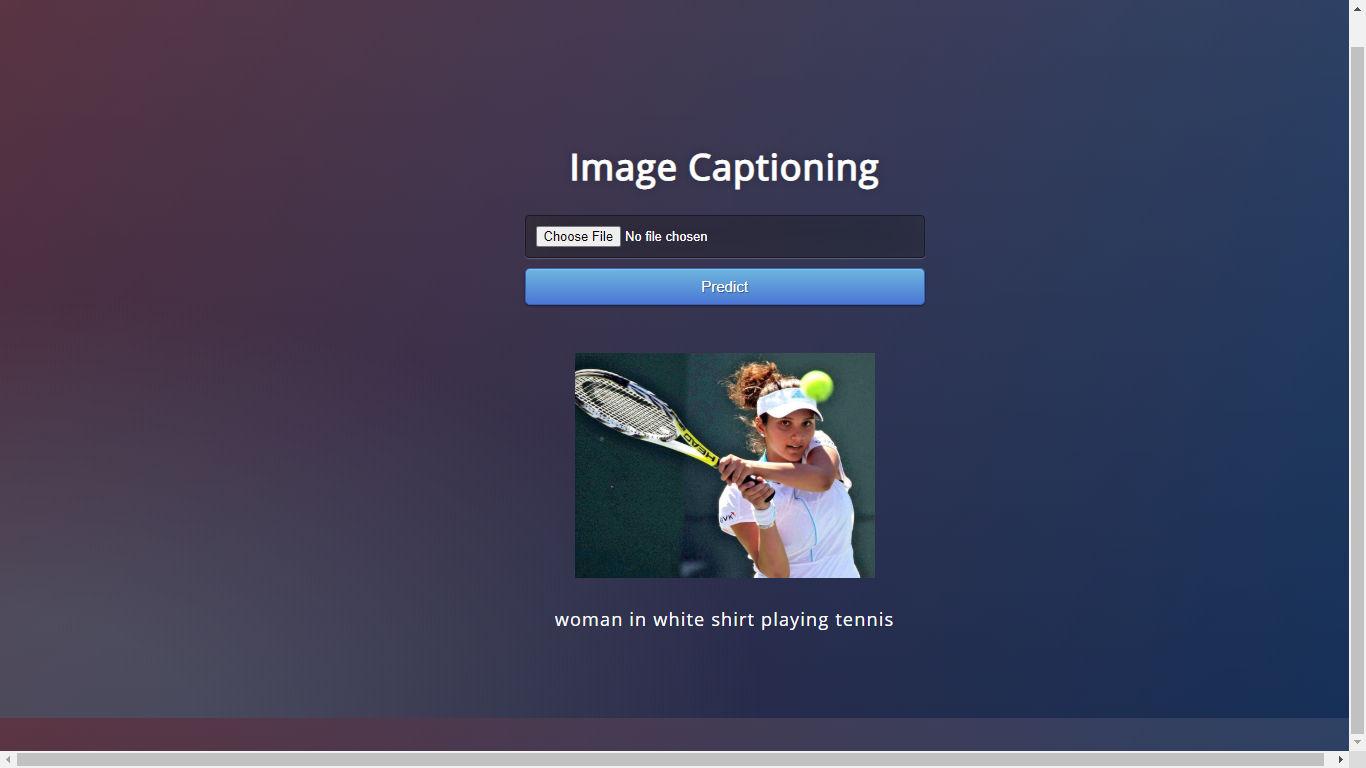 Image Captioning
Choose File No file chosen
Predict
HEAD
woman in white shirt playing tennis